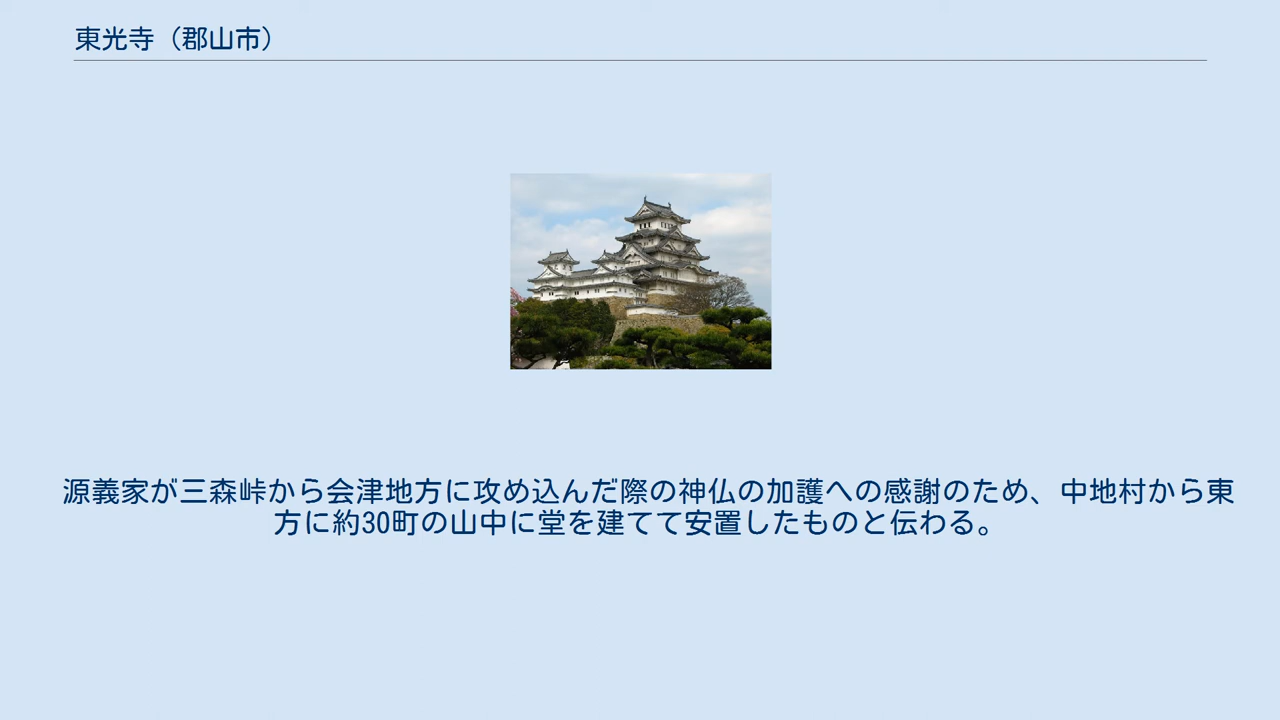 東光寺（郡山市）
源義家が三森峠から会津地方に攻め込んだ際の神仏の加護への感謝のため、中地村から東
方に約30町の山中に堂を建てて安置したものと伝わる。